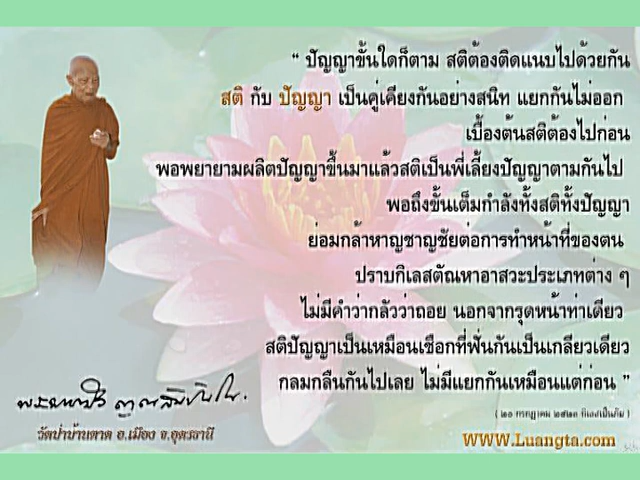 “ ปัญญาขั้นใดก็ตาม สติต้องติดแนบไปด้วยกัน
สติ กับ ปัญญา เป็นคู่เคียงกันอย่างสนิท แยกกันไม่ออก
เบื้องต้นสติต้องไปก่อน
พอพยายามผลิตปัญญาขึ้นมาแล้วสติเป็นพี่เลี้ยงปัญญาตามกันไป
พอถึงขั้นเต็มกำลังทั้งสติทั้งปัญญา
ย่อมกล้าหาญชาญชัยต่อการทำหน้าที่ของตน
ปราบกิเลสตัณหาอาสวะประเภทต่าง ๆ
ไม่มีคำว่ากลัวว่าถอย นอกจากรุดหน้าท่าเดียว
สติปัญญาเป็นเหมือนเชือกที่ฟั่นกันเป็นเกลียวเดียว
กลมกลืนกันไปเลย ไม่มีแยกกันเหมือนแต่ก่อน ”
( ๒๐ กรกฎาคม ๒๕๒๓
วัดป่าบ้านตาด อ.เมือง จ.อุดรธานี
WWW.Luangta.com